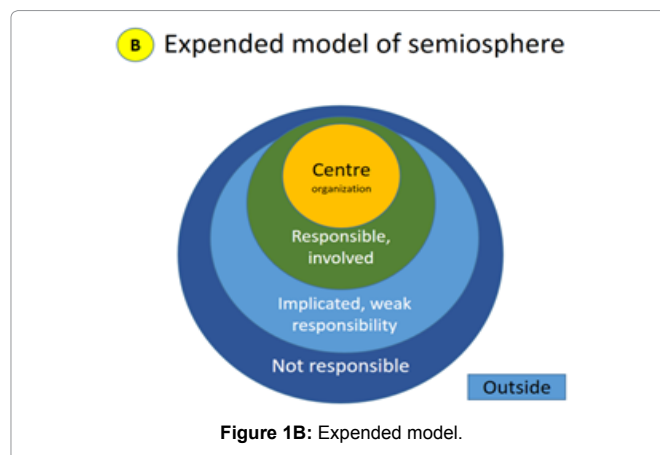 B Expended model of semiosphere
Centre
organization
Responsible,
involved
Implicated, weak
responsibility
Not responsible
Outside
Figure 1B: Expended model.